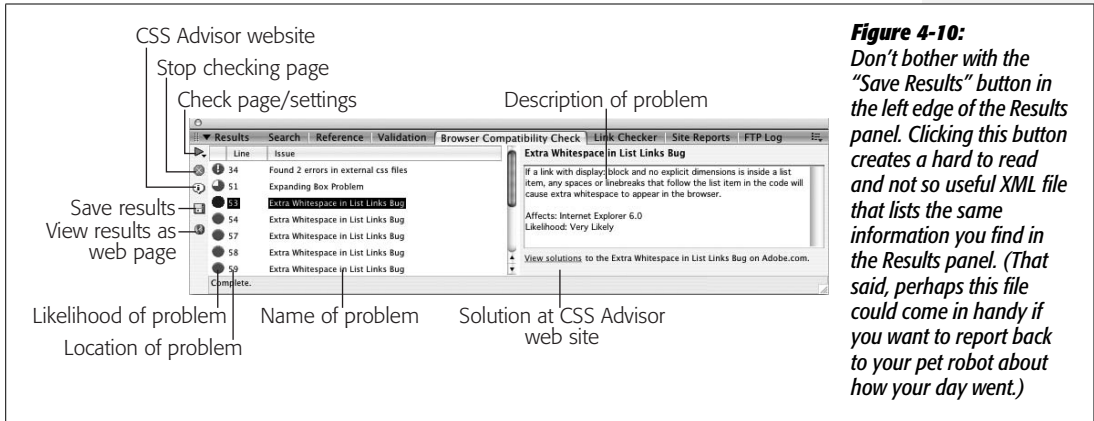 CSS Advisor website
Stop checking page
Check page/settings
Description of problem
Results Search Reference Validation Browser Compatibility Check Link Checker Site Reports FTP Log
Line Issue
34 Found 2 errors in external css files
51 Expanding Box Problem
53 Extra Whitespace in List Links Bug
54 Extra Whitespace in List Links Bug
57 Extra Whitespace in List Links Bug
58 Extra Whitespace in List Links Bug
59 Extra Whitespace in List Links Bug
Complete.
Extra Whitespace in List Links Bug
If a link with display: block and no explicit dimensions is inside a list
item, any spaces or linebreaks that follow the list item in the code will
cause extra whitespace to appear in the browser.
Affects: Internet Explorer 6.0
Likelihood: Very Likely
View solutions to the Extra Whitespace in List Links Bug on Adobe.com.
Save results
View results as
web page
Likelihood of problem
Location of problem
Name of problem
Solution at CSS Advisor
web site
Figure 4-10:
Don't bother with the
“Save Results” button in
the left edge of the Results
panel. Clicking this button
creates a hard to read
and not so useful XML file
that lists the same
information you find in
the Results panel. (That
said, perhaps this file
could come in handy if
you want to report back
to your pet robot about
how your day went.)